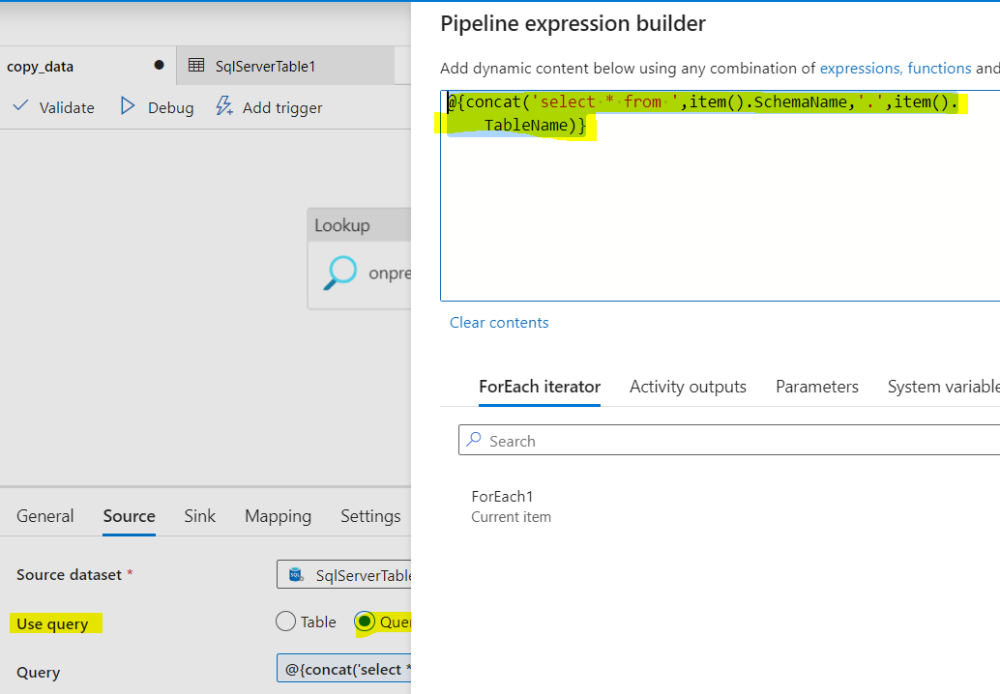 Pipeline expression builder
copy_data
SqlServerTable1
Add dynamic content below using any combination of expressions, functions and
Validate
Debug
Add trigger
@{concat('select * from ',item().SchemaName,'.',item().
TableName)}
Lookup
onpre
Clear contents
ForEach iterator
Activity outputs
Parameters
System variable
Search
ForEach1
Current item
General
Source
Sink
Mapping
Settings
Source dataset *
SQL
SqlServerTable
Use query
Table
Quer
Query
@{concat('select *